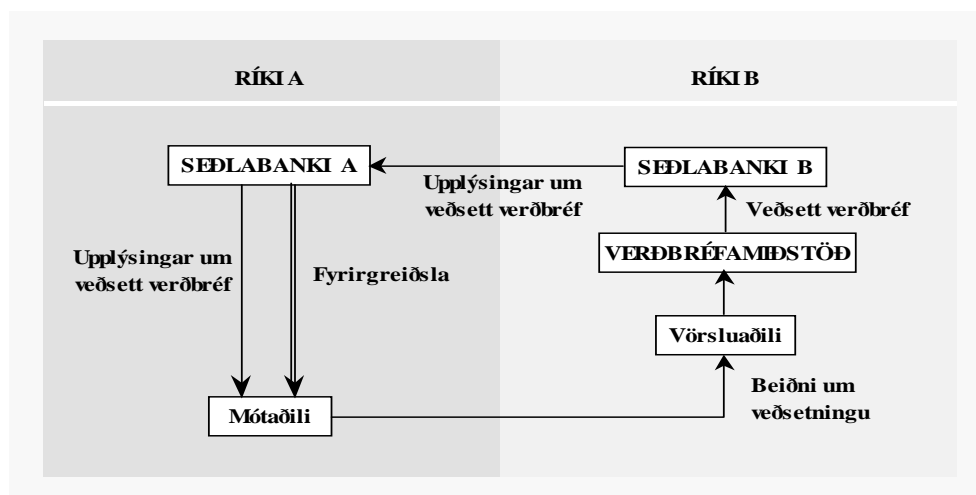 RÍKI A
RÍKI B
SEÐLABANKI A
SEÐLABANKI B
Upplýsingar um
veðsett verðbréf
Veðsett verðbréf
VERÐBRÉFAMIÐSTÖÐ
Upplýsingar um
veðsett verðbréf
Fyrirgreiðsla
Vörsluaðili
Beiðni um
veðsetningu
Mótaðili